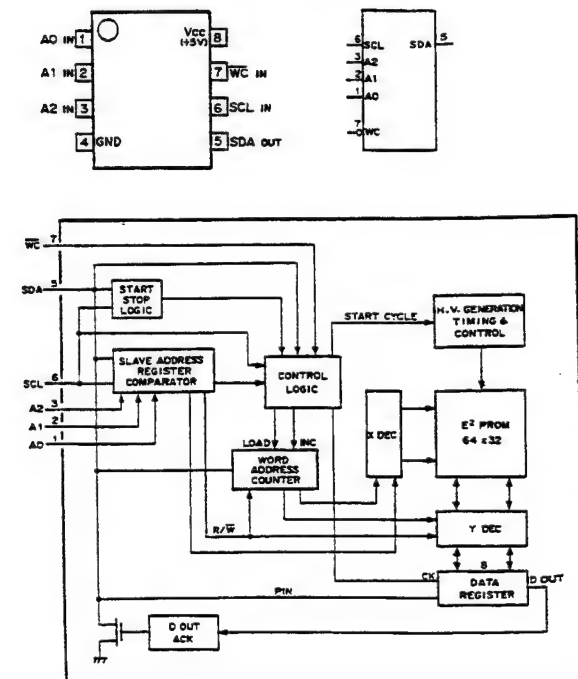 A0 IN 1
A1 IN 2
A2 IN 3
4 GND
Vcc 8
(+5V)
7 WC IN
6 SCL IN
5 SDA OUT
6 SCL SDA 5
3 A2
2 A1
1 A0
7 WC
WC 7
SDA 5
SCL 6
A2 3
A1 2
A0 1
START
STOP
LOGIC
SLAVE ADDRESS
REGISTER
COMPARATOR
CONTROL
LOGIC
START CYCLE
H.V. GENERATION
TIMING &
CONTROL
E² PROM
64 x 32
X DEC
LOAD INC
WORD
ADDRESS
COUNTER
R/W
Y DEC
8
CK
DATA
REGISTER
D OUT
PIN
D OUT
ACK